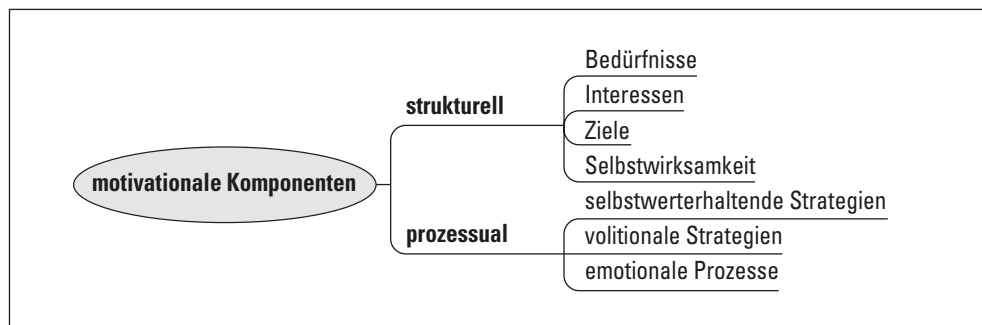 motivationale Komponenten
strukturell
Bedürfnisse
Interessen
Ziele
Selbstwirksamkeit
prozessual
selbstwerterhaltende Strategien
volitionale Strategien
emotionale Prozesse